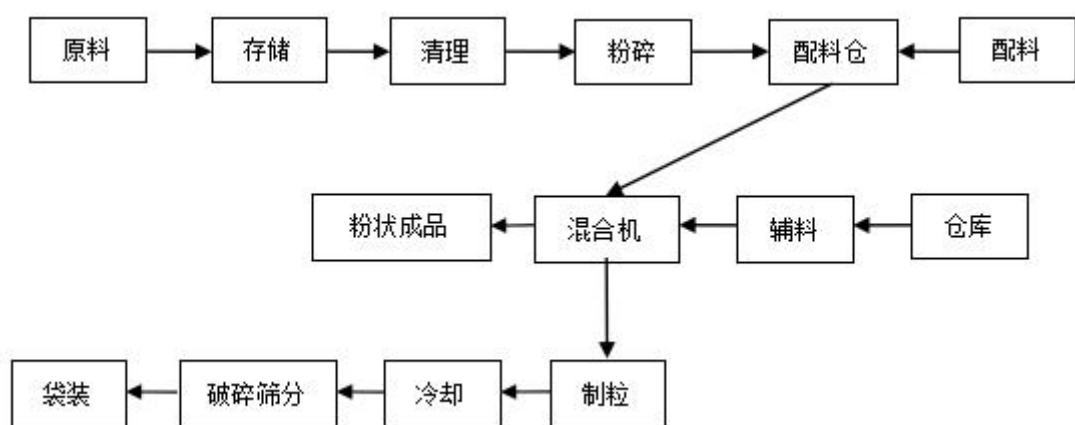 原料
存储
清理
粉碎
配料仓
配料
粉状成品
混合机
辅料
仓库
袋装
破碎筛分
冷却
制粒